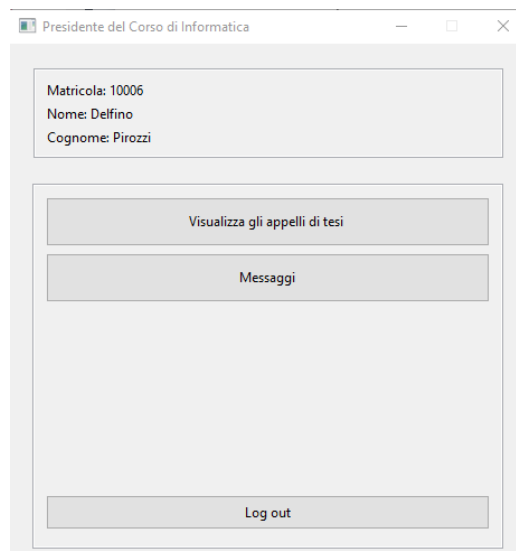 Presidente del Corso di Informatica
Matricola: 10006
Nome: Delfino
Cognome: Pirozzi
Visualizza gli appelli di tesi
Messaggi
Log out